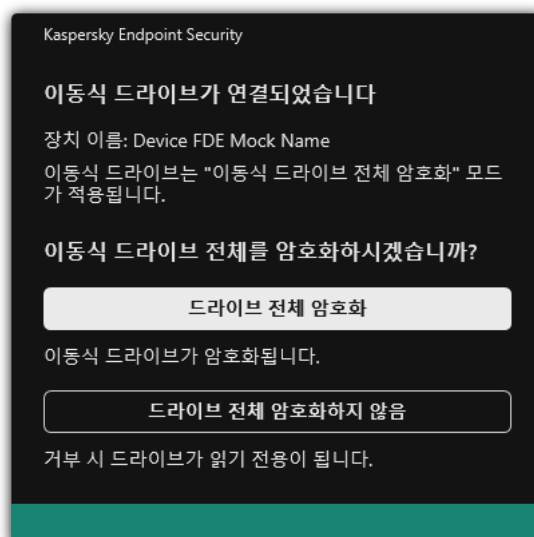 Kaspersky Endpoint Security
이동식 드라이브가 연결되었습니다
장치 이름: Device FDE Mock Name
이동식 드라이브는 "이동식 드라이브 전체 암호화" 모드
가 적용됩니다.
이동식 드라이브 전체를 암호화하시겠습니까?
드라이브 전체 암호화
이동식 드라이브가 암호화됩니다.
드라이브 전체 암호화하지 않음
거부 시 드라이브가 읽기 전용이 됩니다.